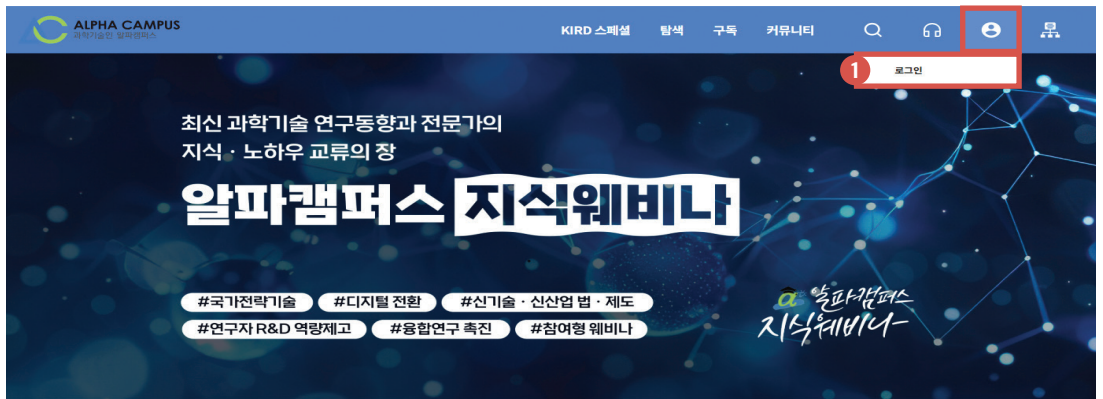 ALPHA CAMPUS
과학기술인 알파캠퍼스
KIRD 스페셜 탐색 구독 커뮤니티
1 로그인
최신 과학기술 연구동향과 전문가의
지식 · 노하우 교류의 장
알파캠퍼스 지식웨비나
#국가전략기술 #디지털 전환 #신기술 · 신산업 법 · 제도
#연구자 R&D 역량제고 #융합연구 촉진 #참여형 웨비나
알파캠퍼스
지식웨비나